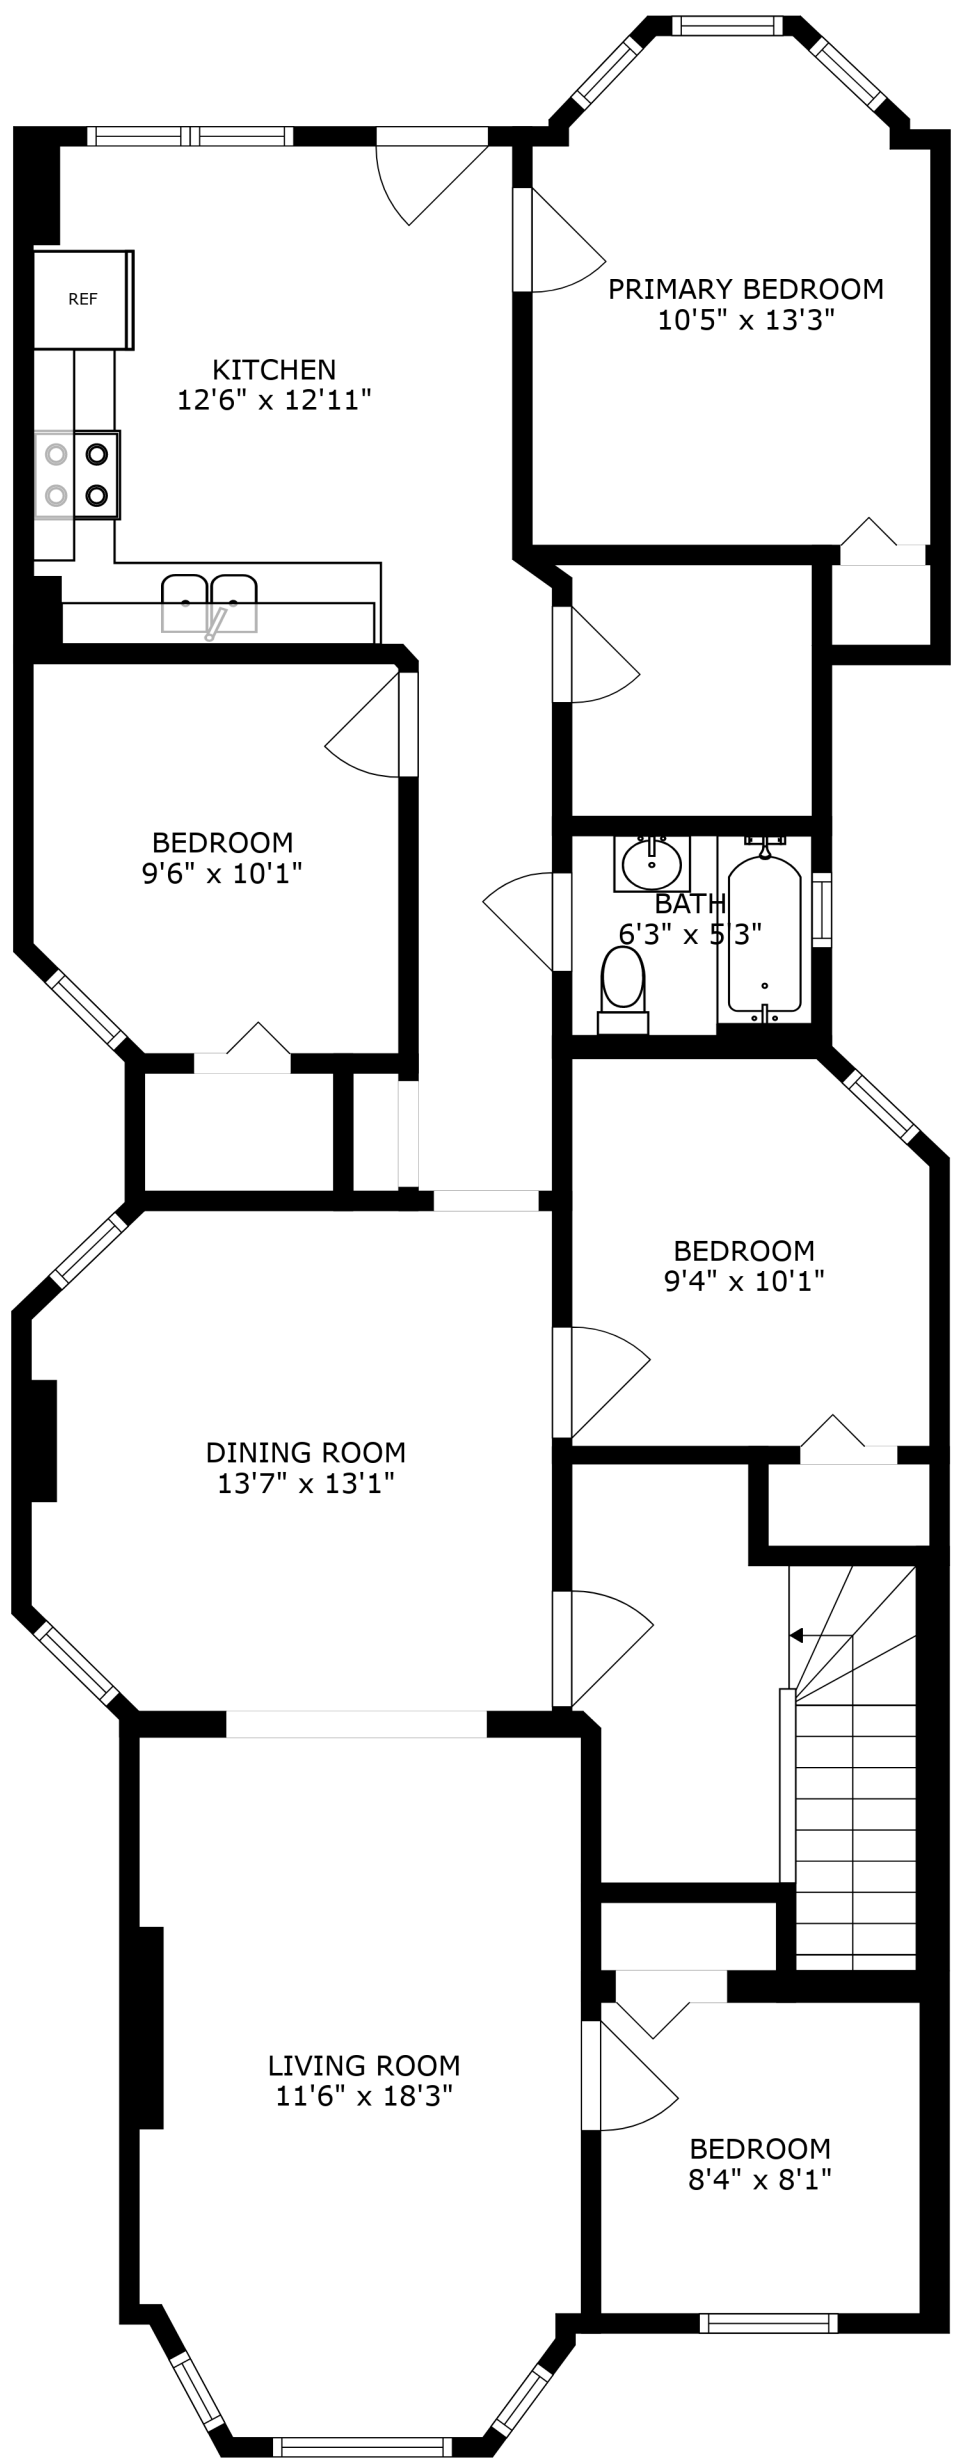 PRIMARY BEDROOM
10'5" x 13'3"
REF
KITCHEN
12'6" x 12'11"
BEDROOM
9'6" x 10'1"
BATH
6'3" x 5'3"
BEDROOM
9'4" x 10'1"
DINING ROOM
13'7" x 13'1"
LIVING ROOM
11'6" x 18'3"
BEDROOM
8'4" x 8'1"